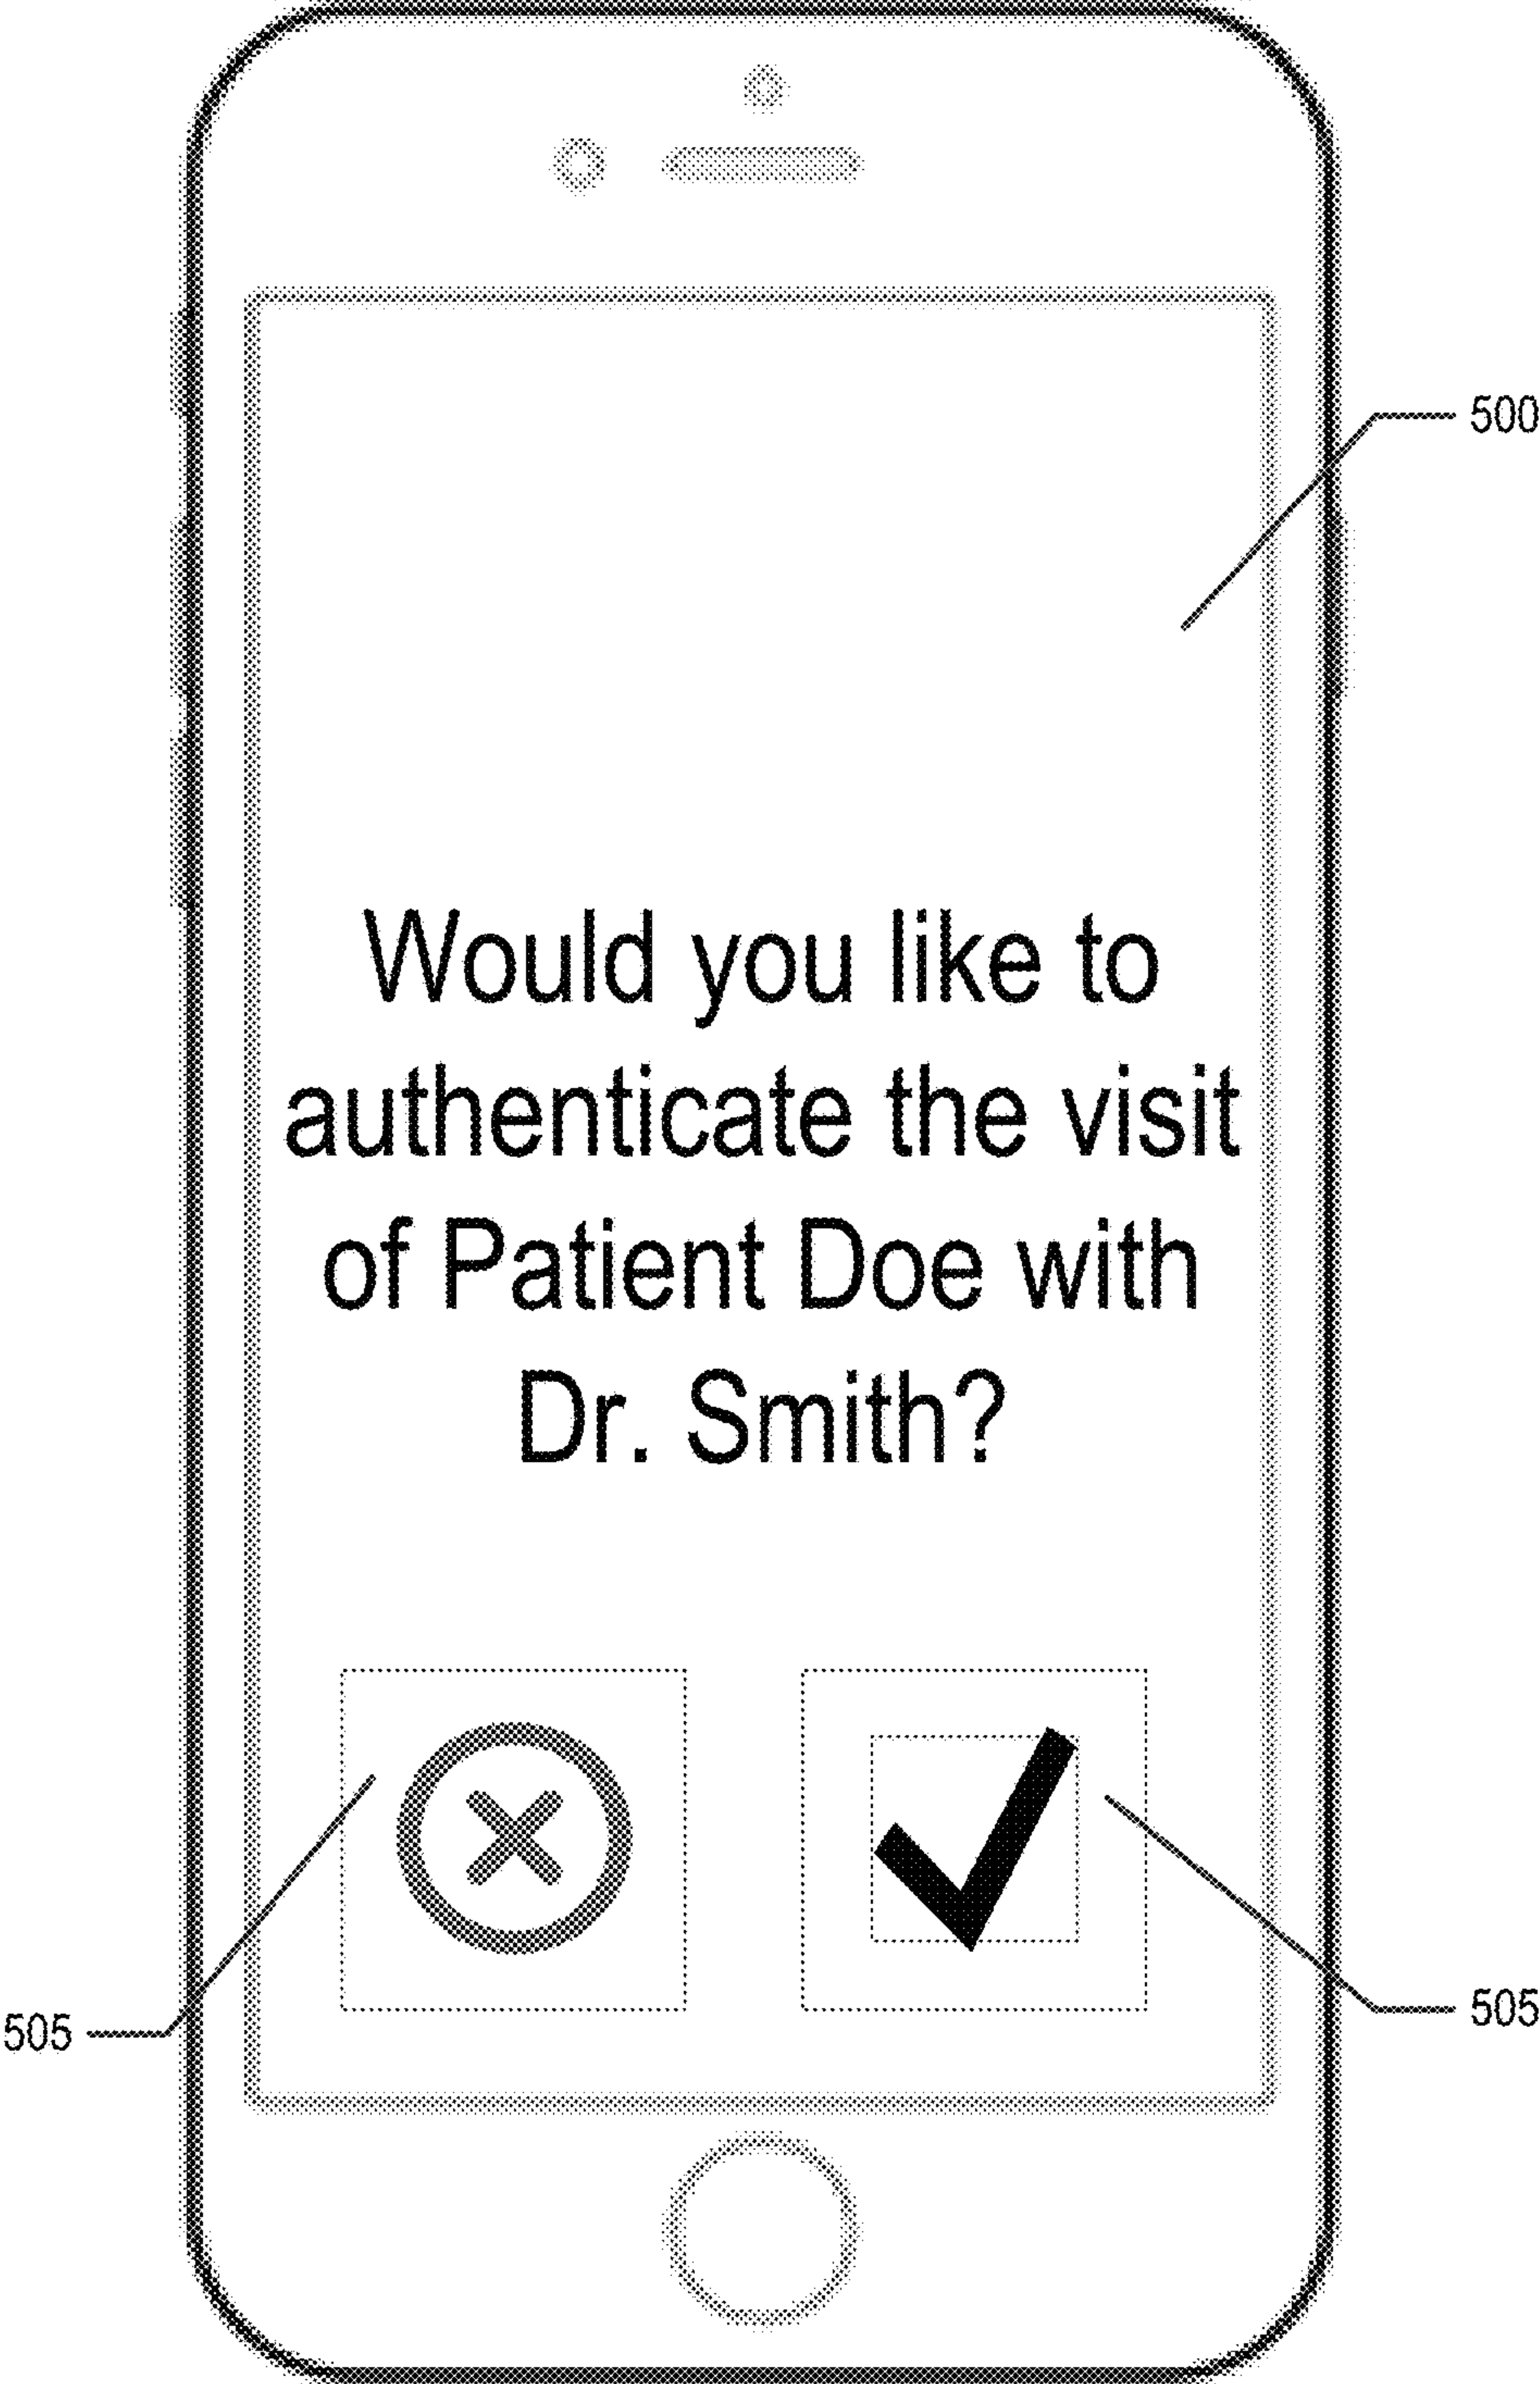 500
Would you like to
authenticate the visit
of Patient Doe with
Dr. Smith?
505
505